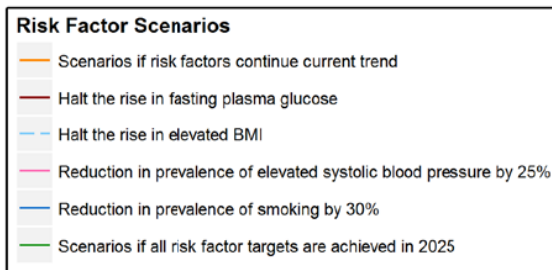 Risk Factor Scenarios
Scenarios if risk factors continue current trend
Halt the rise in fasting plasma glucose
Halt the rise in elevated BMI
Reduction in prevalence of elevated systolic blood pressure by 25%
Reduction in prevalence of smoking by 30%
Scenarios if all risk factor targets are achieved in 2025